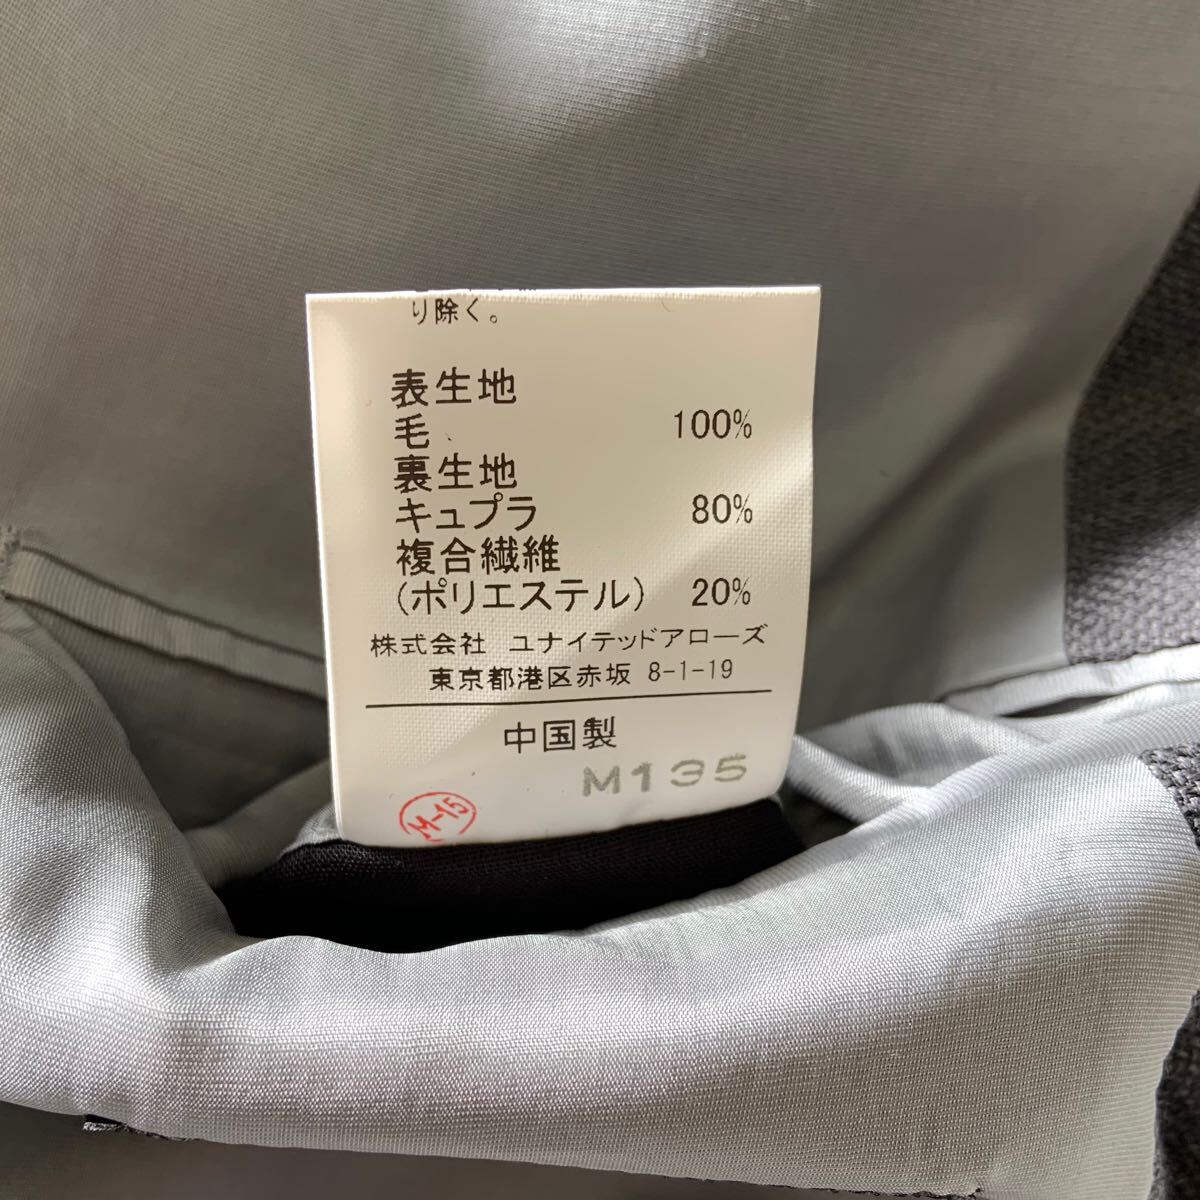 り除く。
表生地
毛 100%
裏生地
キュプラ 80%
複合繊維
(ポリエステル) 20%
株式会社 ユナイテッドアローズ
東京都港区赤坂 8-1-19
中国製
M135
M-15